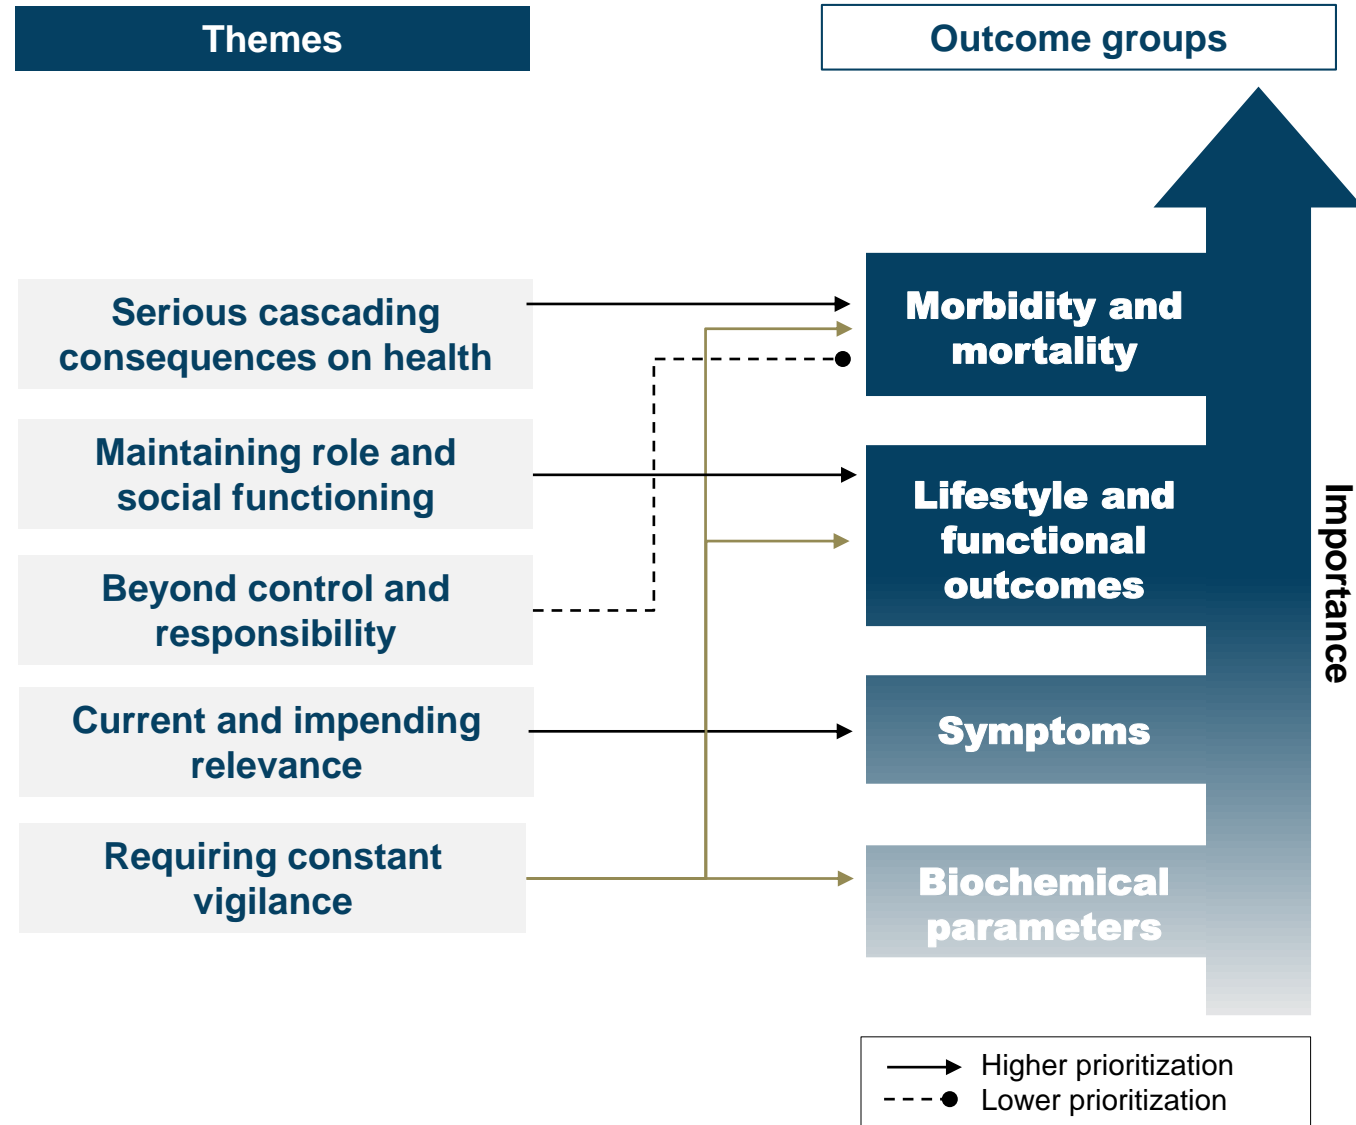 Themes
Outcome groups
Serious cascading
consequences on health
Maintaining role and
social functioning
Beyond control and
responsibility
Current and impending
relevance
Requiring constant
vigilance
Morbidity and
mortality
Lifestyle and
functional
outcomes
Symptoms
Biochemical
parameters
Importance
Higher prioritization
Lower prioritization